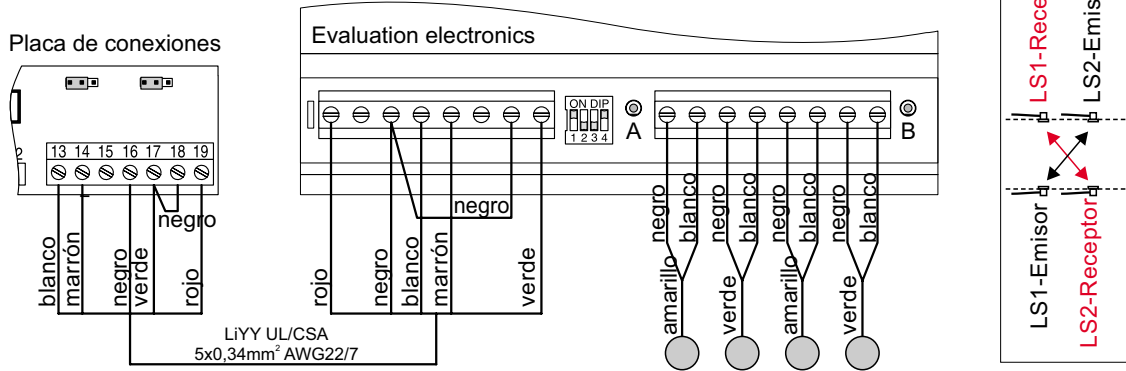 Placa de conexiones
13 14 15 16 17 18 19
negro
blanco
marrón
negro
verde
rojo
LiYY UL/CSA
5x0,34mm² AWG22/7
Evaluation electronics
ON DIP
1 2 3 4
A
B
negro
rojo
negro
blanco
marrón
verde
negro
blanco
negro
blanco
negro
blanco
negro
blanco
amarillo
verde
amarillo
verde
LS1-Rece
LS2-Emis
LS1-Emisor
LS2-Receptor